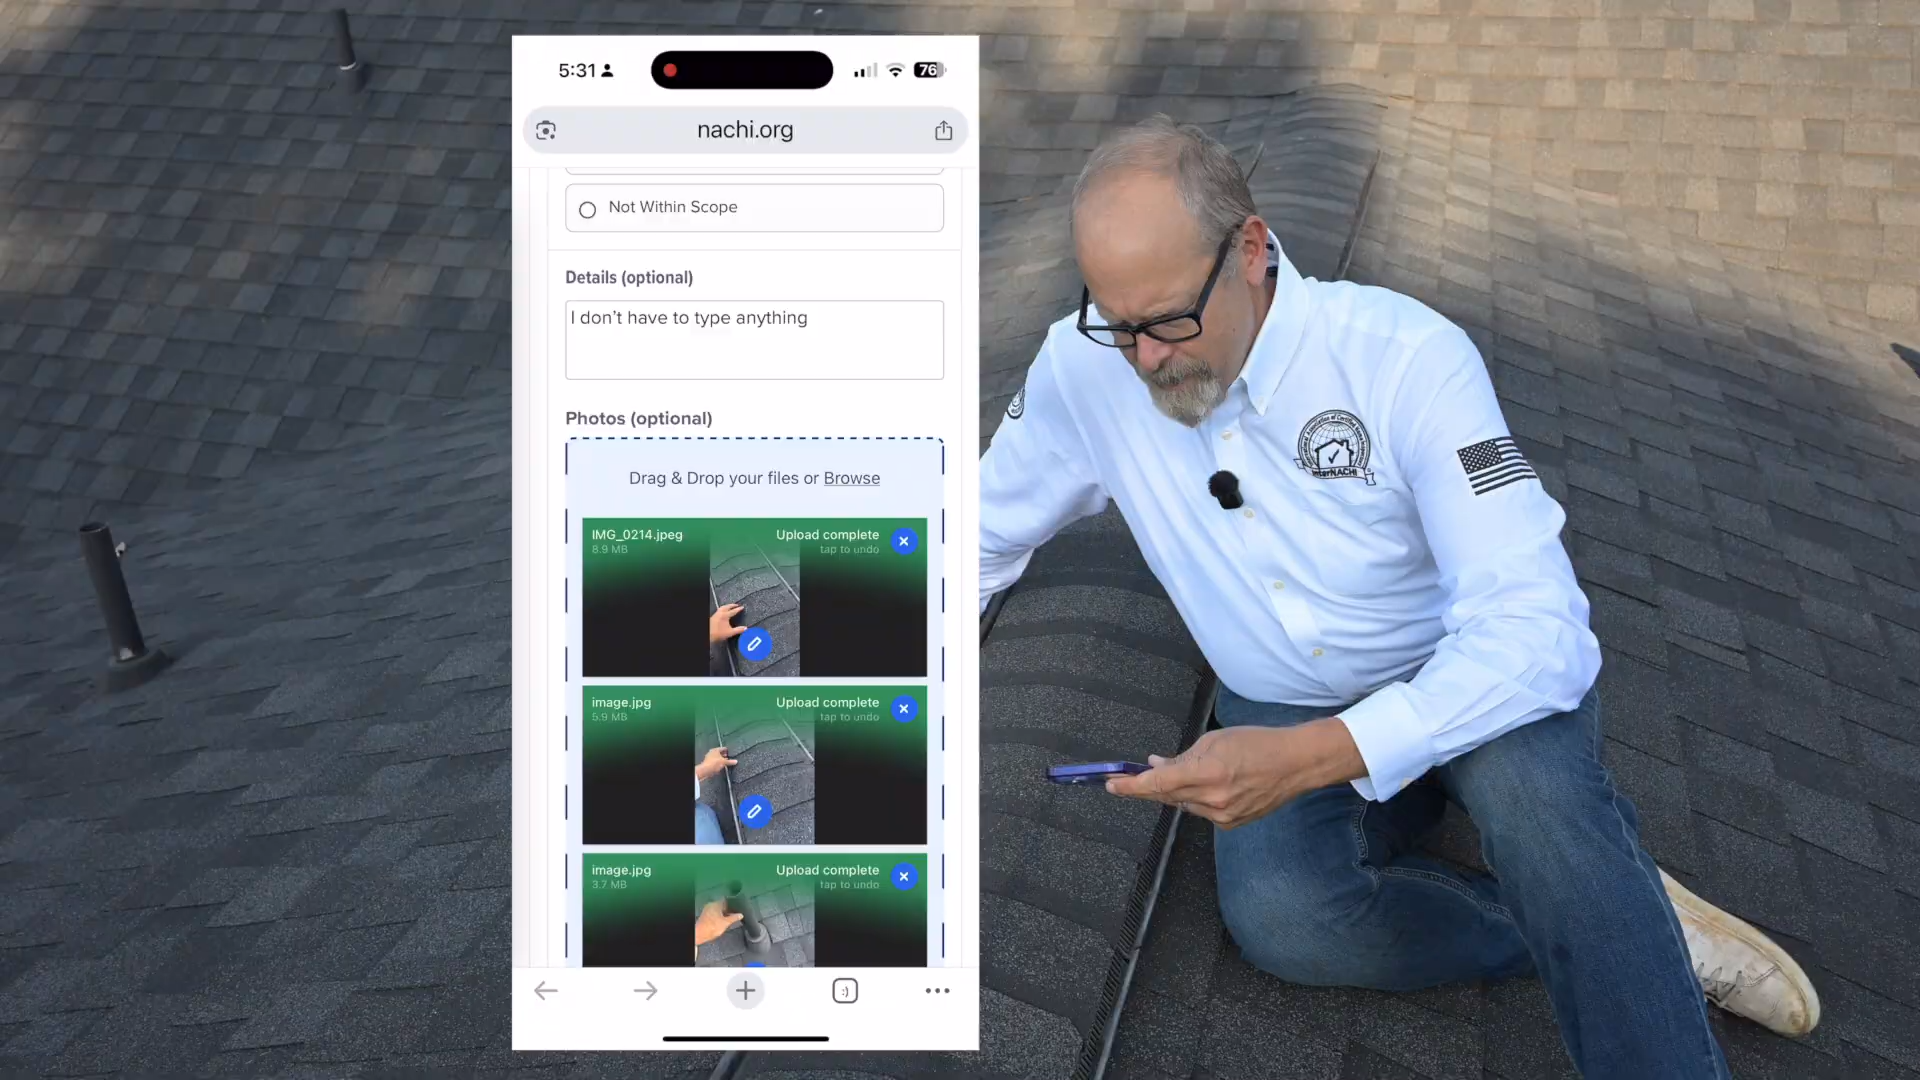 5:31
76
nachi.org
Not Within Scope
Details (optional)
I don't have to type anything
Photos (optional)
Drag & Drop your files or Browse
IMG_0214.jpeg
8.9 MB
Upload complete
tap to undo
image.jpg
5.9 MB
Upload complete
tap to undo
image.jpg
3.7 MB
Upload complete
tap to undo
:)
InterNACHI